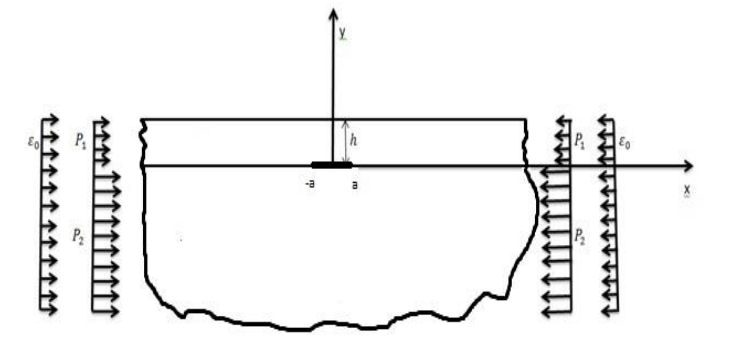 y
ε₀ P₁ h P₁ ε₀
-a a x
P₂ P₂